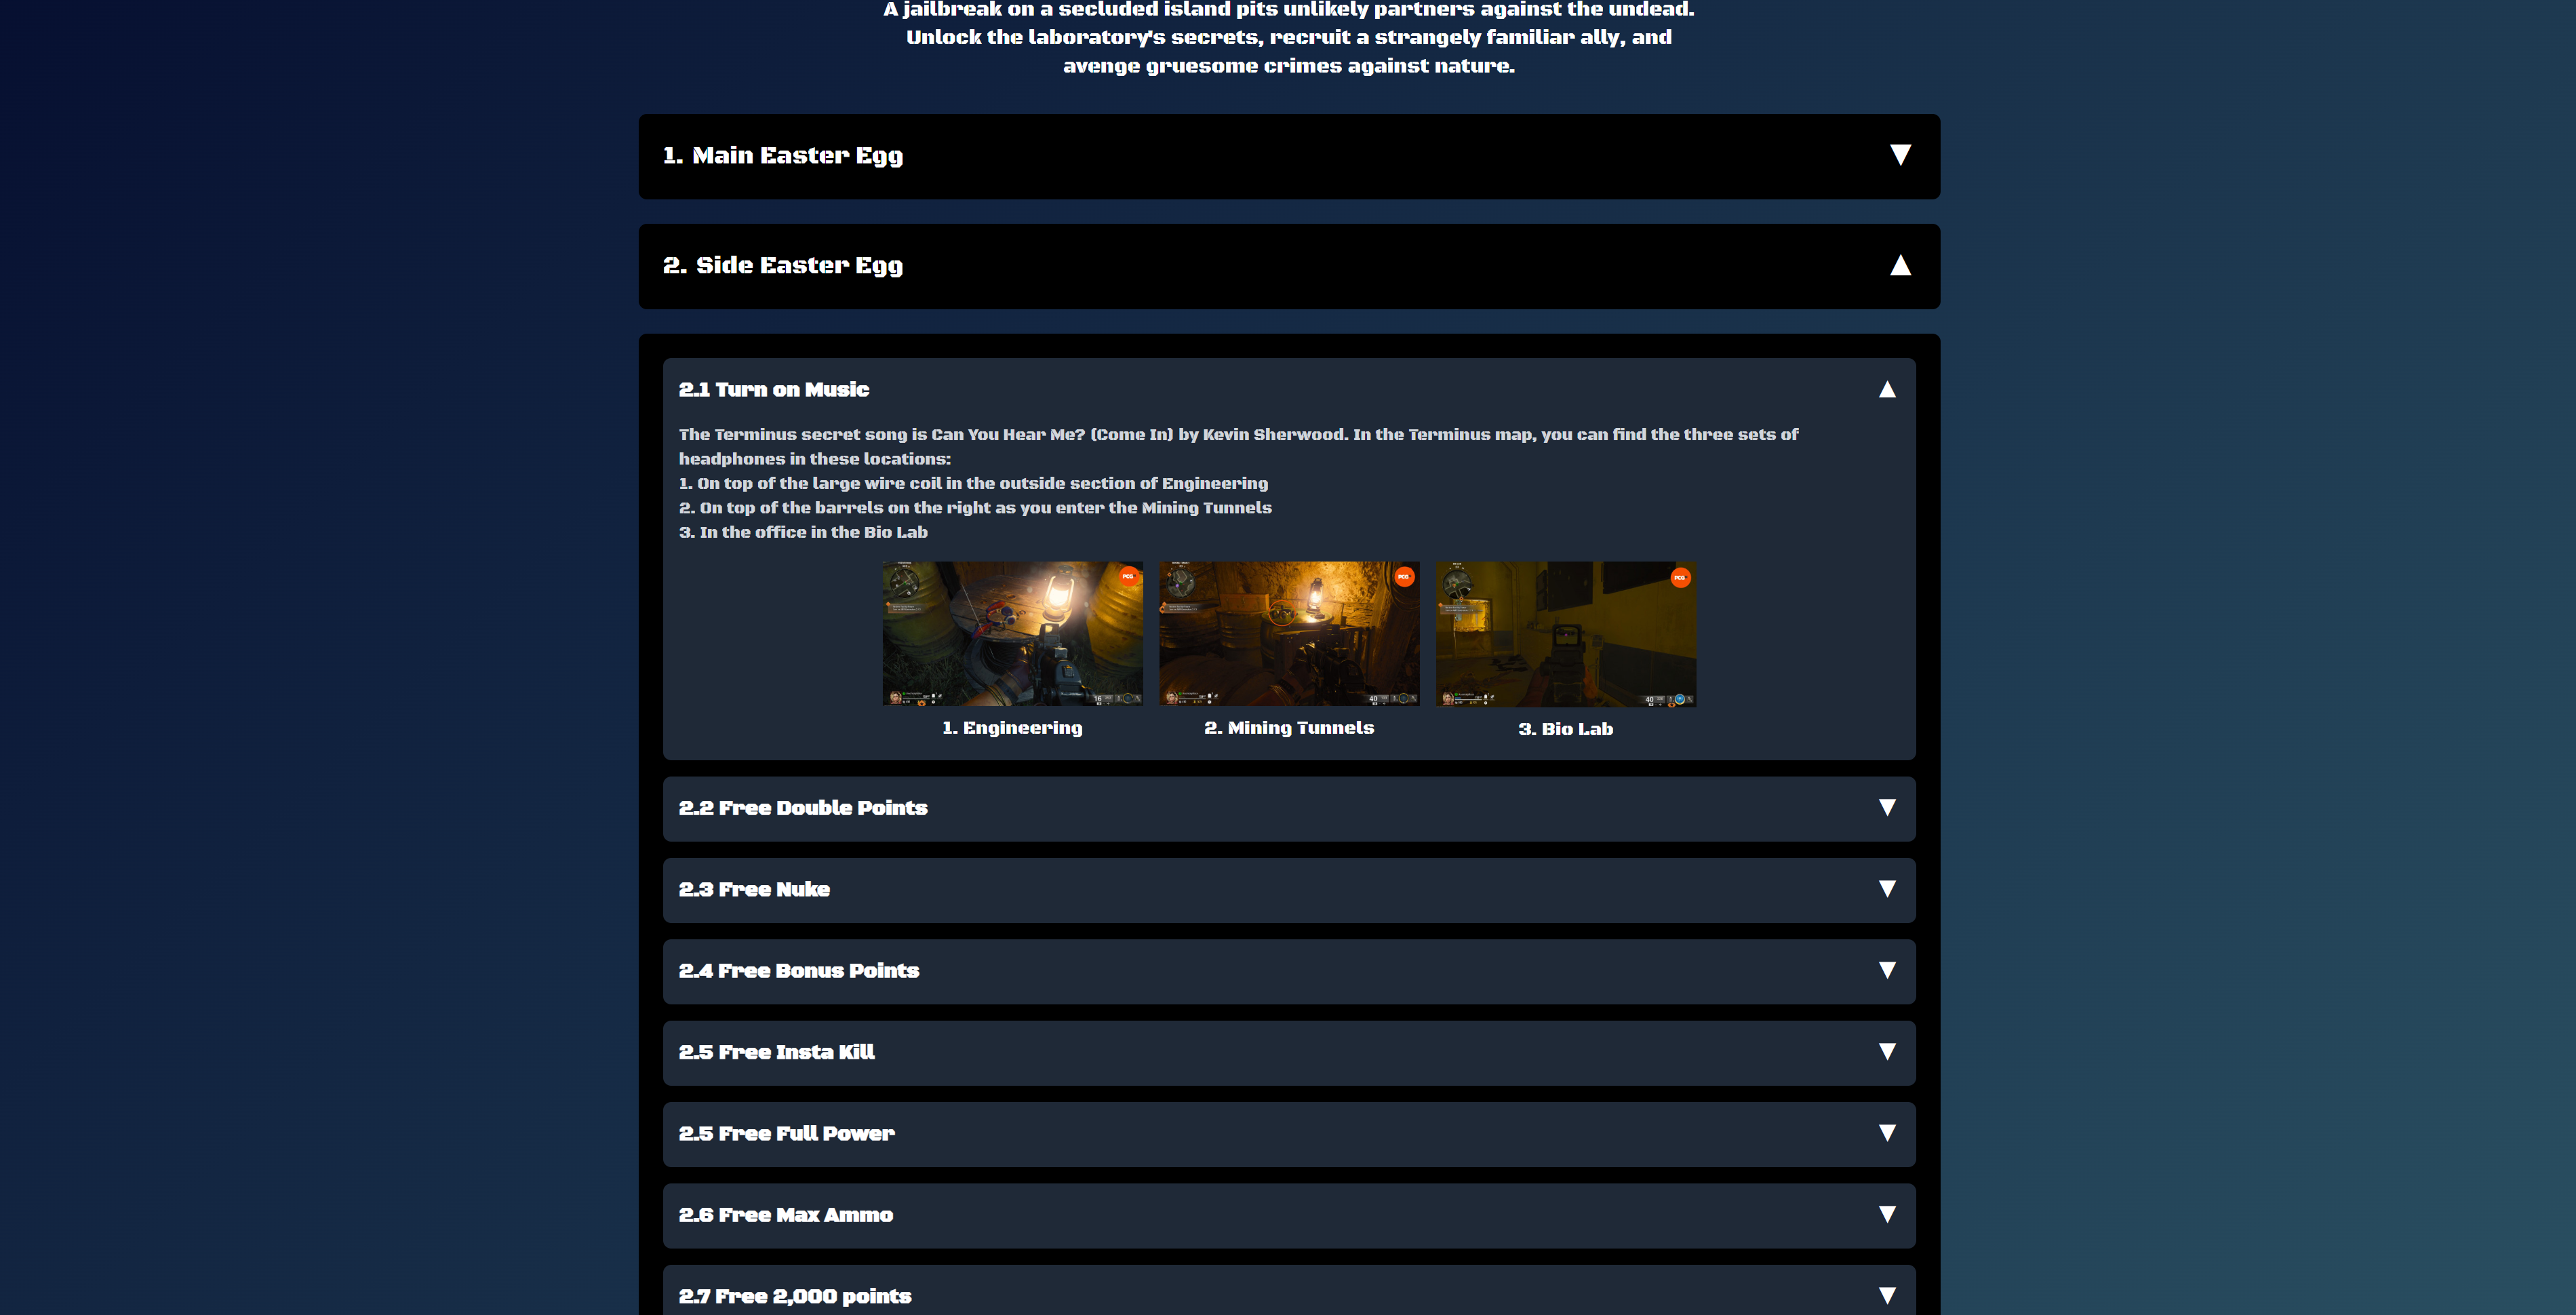 A jailbreak on a secluded island pits unlikely partners against the undead.
Unlock the laboratory's secrets, recruit a strangely familiar ally, and
avenge gruesome crimes against nature.
1. Main Easter Egg
▼
2. Side Easter Egg
▲
2.1 Turn on Music
▲
The Terminus secret song is Can You Hear Me? (Come In) by Kevin Sherwood. In the Terminus map, you can find the three sets of
headphones in these locations:
1. On top of the large wire coil in the outside section of Engineering
2. On top of the barrels on the right as you enter the Mining Tunnels
3. In the office in the Bio Lab
PCG
PCG
PCG
16
40
40
1. Engineering
2. Mining Tunnels
3. Bio Lab
2.2 Free Double Points
▼
2.3 Free Nuke
▼
2.4 Free Bonus Points
▼
2.5 Free Insta Kill
▼
2.5 Free Full Power
▼
2.6 Free Max Ammo
▼
2.7 Free 2,000 points
▼